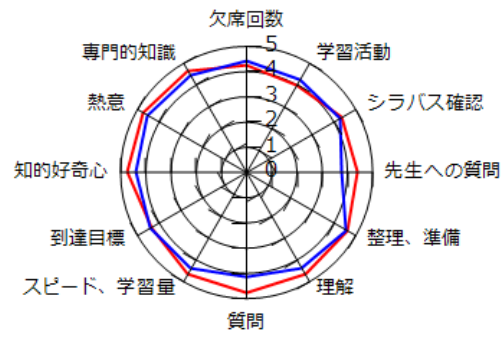 欠席回数
学習活動
シラバス確認
先生への質問
整理、準備
理解
質問
スピード、学習量
到達目標
知的好奇心
熱意
専門的知識
5
4
3
2
1
0